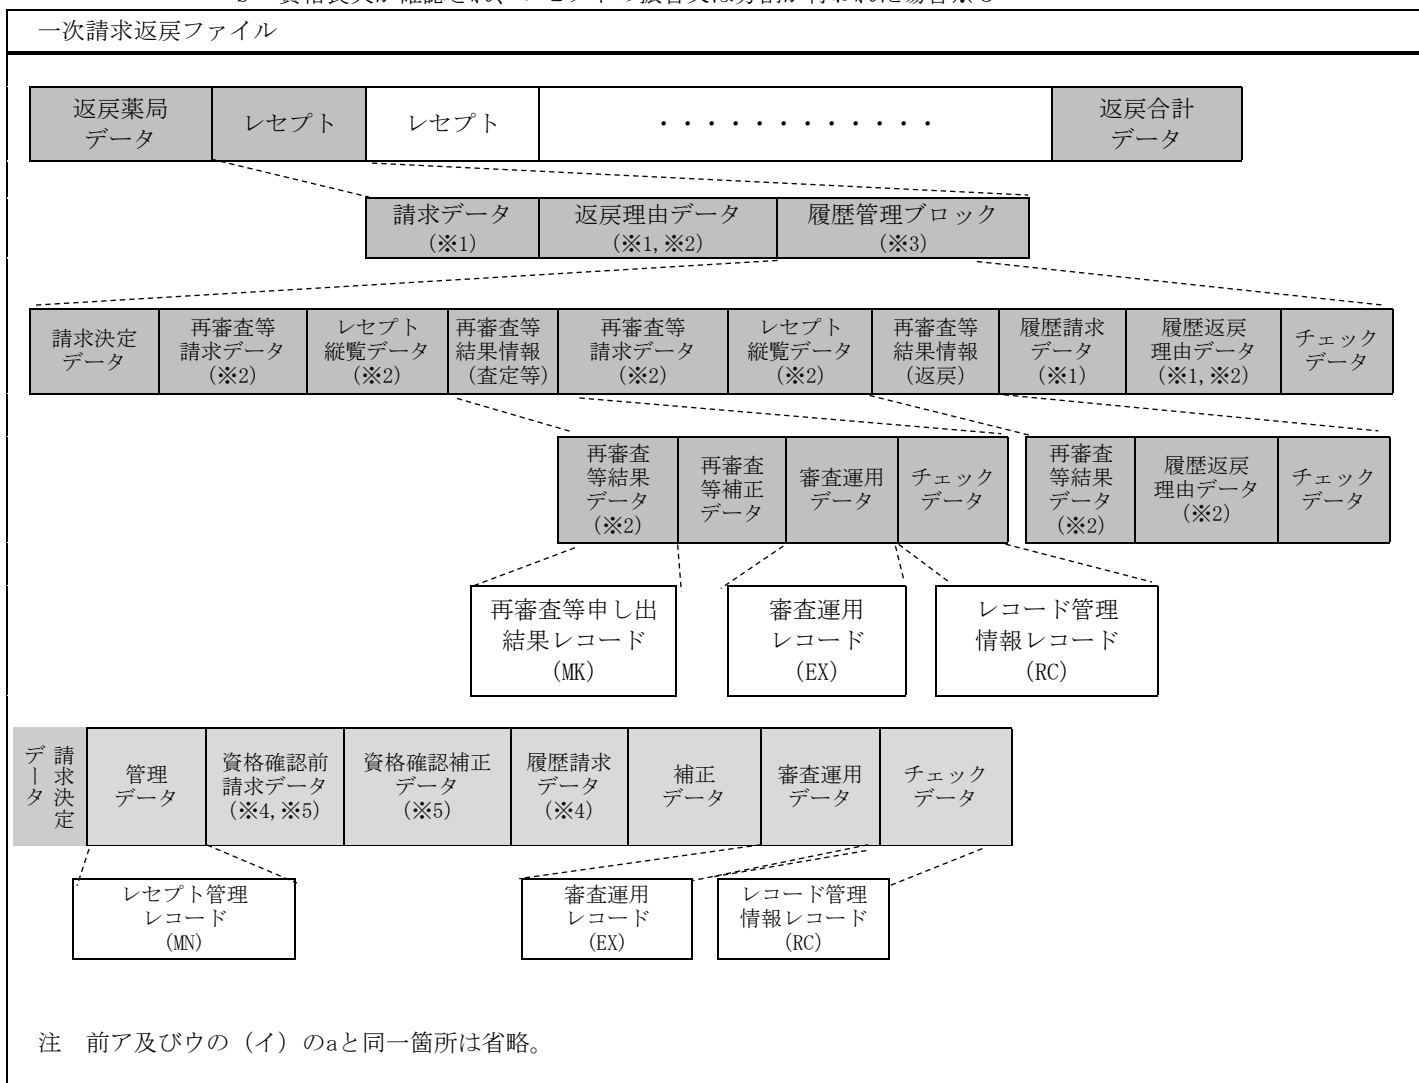 一次請求返戻ファイル
返戻薬局
データ
レセプト
レセプト
・・・・・・・・・・・・
返戻合計
データ
請求データ
(※1)
返戻理由データ
(※1,※2)
履歴管理ブロック
(※3)
請求決定
データ
再審査等
請求データ
(※2)
レセプト
縦覧データ
(※2)
再審査等
結果情報
(査定等)
再審査等
請求データ
(※2)
レセプト
縦覧データ
(※2)
再審査等
結果情報
(返戻)
履歴請求
データ
(※1)
履歴返戻
理由データ
(※1,※2)
チェック
データ
再審査
等結果
データ
(※2)
再審査
等補正
データ
審査運用
データ
チェック
データ
再審査
等結果
データ
(※2)
履歴返戻
理由データ
(※2)
チェック
データ
再審査等申し出
結果レコード
(MK)
審査運用
レコード
(EX)
レコード管理
情報レコード
(RC)
請求決定
データ
管理
データ
資格確認前
請求データ
(※4,※5)
資格確認補正
データ
(※5)
履歴請求
データ
(※4)
補正
データ
審査運用
データ
チェック
データ
レセプト管理
レコード
(MN)
審査運用
レコード
(EX)
レコード管理
情報レコード
(RC)
注　前ア及びウの（イ）のaと同一箇所は省略。